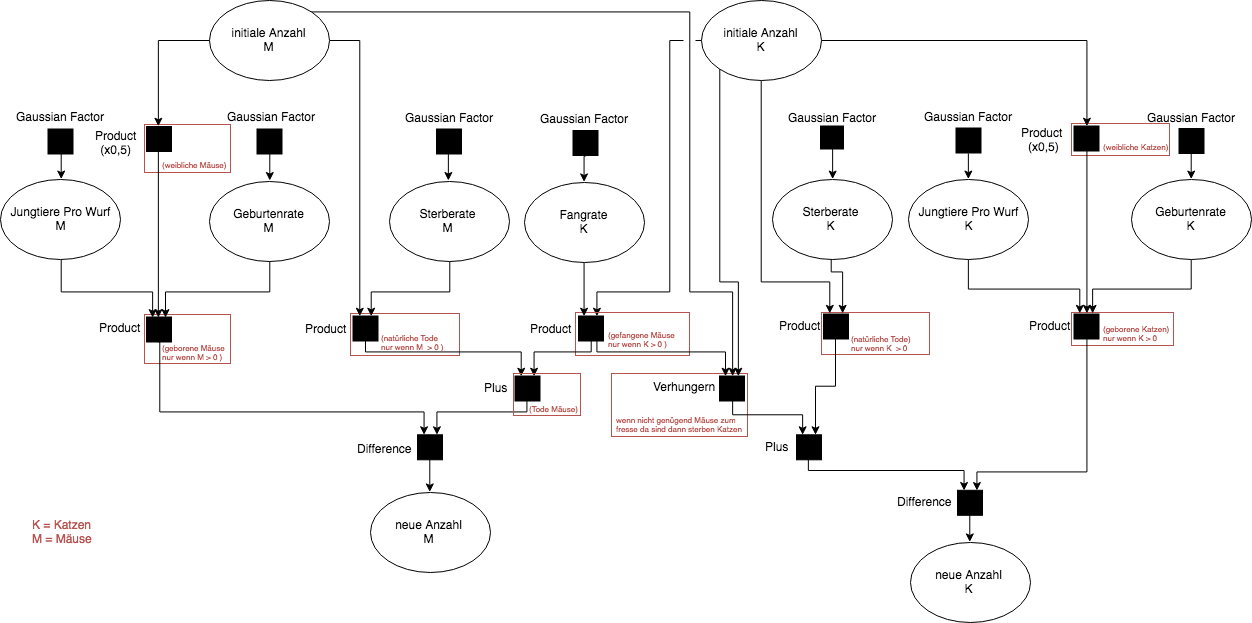 initiale Anzahl
M
initiale Anzahl
K
Gaussian Factor
Product
(x0,5)
(weibliche Mäuse)
Gaussian Factor
Gaussian Factor
Gaussian Factor
Gaussian Factor
Gaussian Factor
Product
(x0,5)
(weibliche Katzen)
Gaussian Factor
Jungtiere Pro Wurf
M
Geburtenrate
M
Sterberate
M
Fangrate
K
Sterberate
K
Jungtiere Pro Wurf
K
Geburtenrate
K
Product
(geborene Mäuse
nur wenn M > 0 )
Product
(natürliche Tode
nur wenn M > 0 )
Product
(gefangene Mäuse
nur wenn K > 0 )
Product
(natürliche Tode)
nur wenn K > 0
Product
(geborene Katzen)
nur wenn K > 0
Plus
(Tode Mäuse)
Verhungern
wenn nicht genügend Mäuse zum
fresse da sind dann sterben Katzen
Difference
Plus
Difference
neue Anzahl
M
neue Anzahl
K
K = Katzen
M = Mäuse